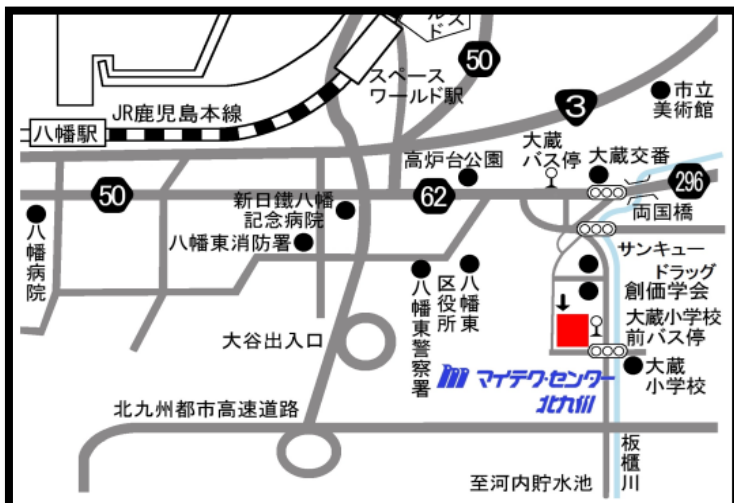 ールス
ド
50
スペース
ワールド駅
JR鹿児島本線
八幡駅
3
市立
美術館
大蔵
バス停
大蔵交番
高炉台公園
296
50
62
新日鐵八幡
記念病院
両国橋
八幡病院
八幡東消防署
サンキュー
ドラッグ
八幡東
区役所
八幡東警察署
創価学会
大蔵小学校
前バス停
大谷出入口
マイテク・センター
北九州
大蔵
小学校
北九州都市高速道路
板櫃川
至河内貯水池